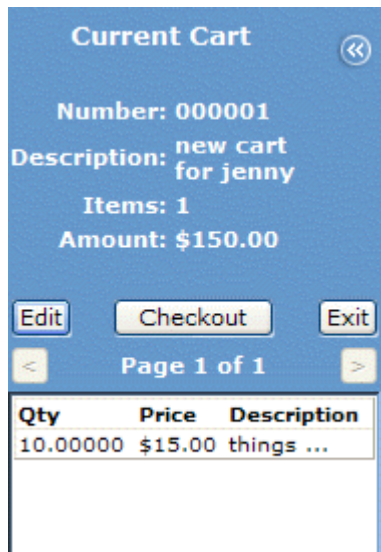 Current Cart
Number: 000001
Description: new cart
for jenny
Items: 1
Amount: $150.00
Edit Checkout Exit
< Page 1 of 1 >
Qty Price Description
10.00000 $15.00 things ...